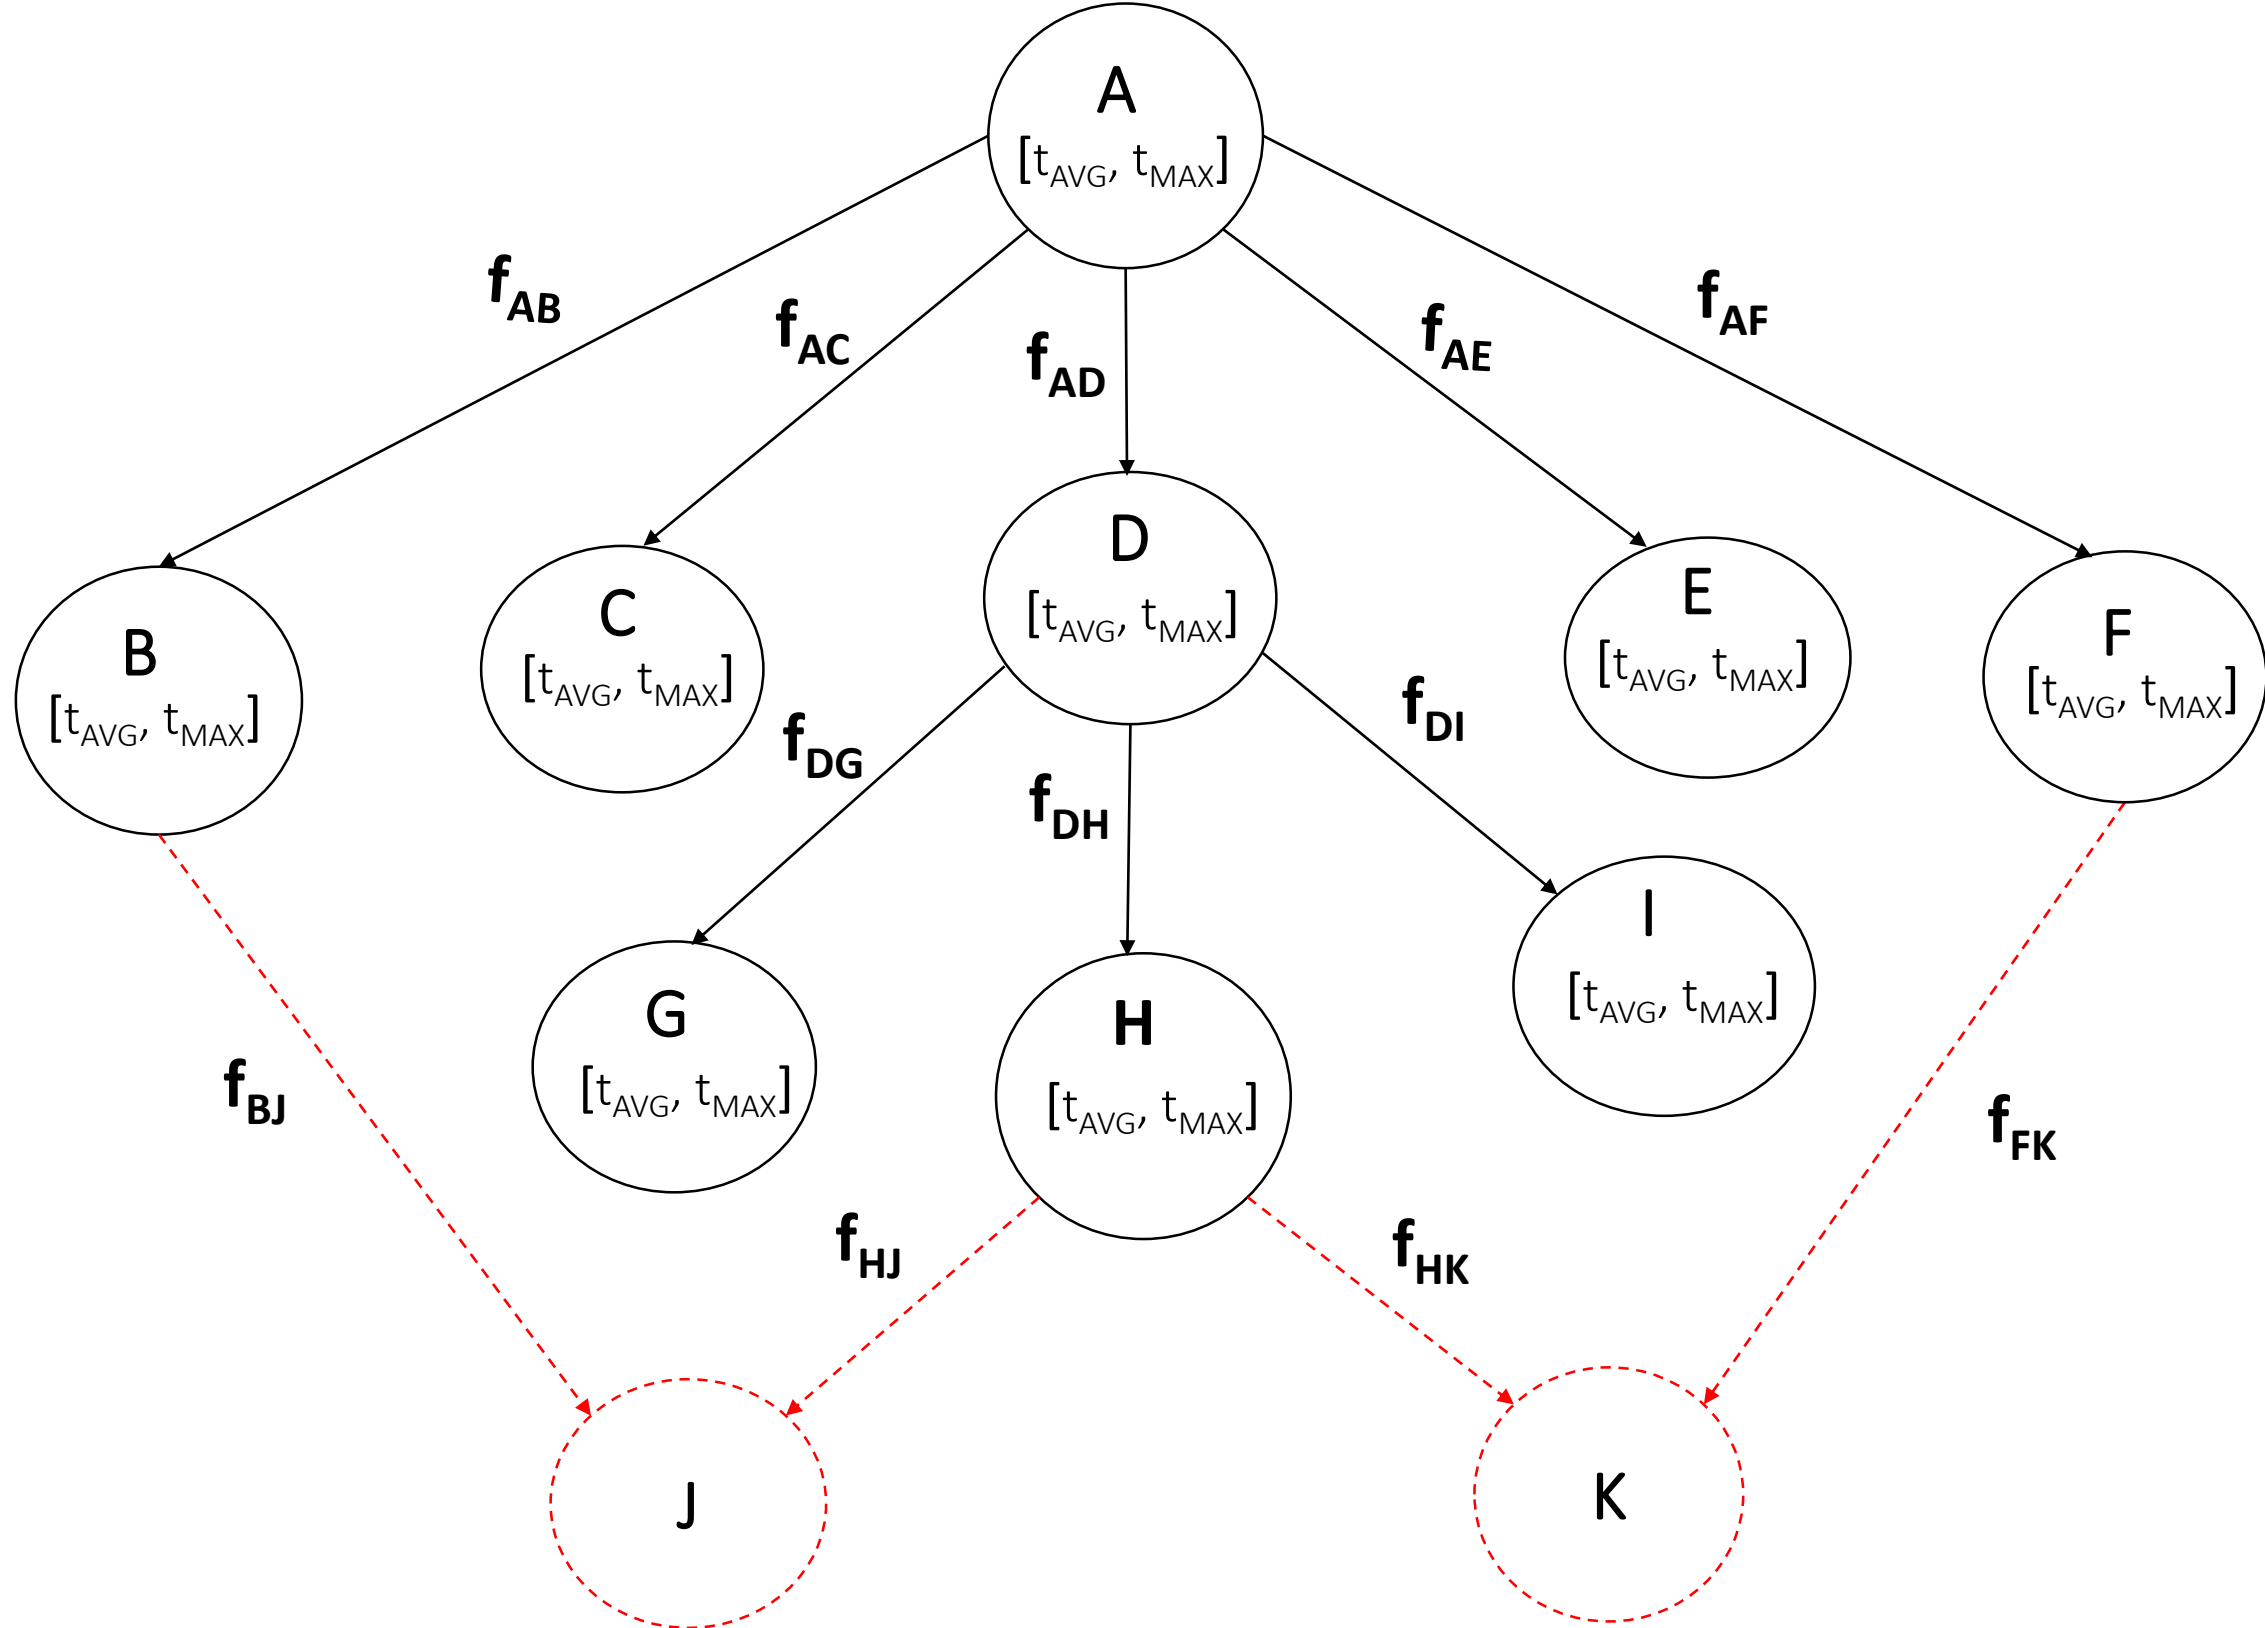 A
[tAVG, tMAX]
fAB
fAC
fAD
fAE
fAF
B
[tAVG, tMAX]
C
[tAVG, tMAX]
D
[tAVG, tMAX]
E
[tAVG, tMAX]
F
[tAVG, tMAX]
fDG
fDH
fDI
G
[tAVG, tMAX]
H
[tAVG, tMAX]
I
[tAVG, tMAX]
fBJ
fHJ
fHK
fFK
J
K